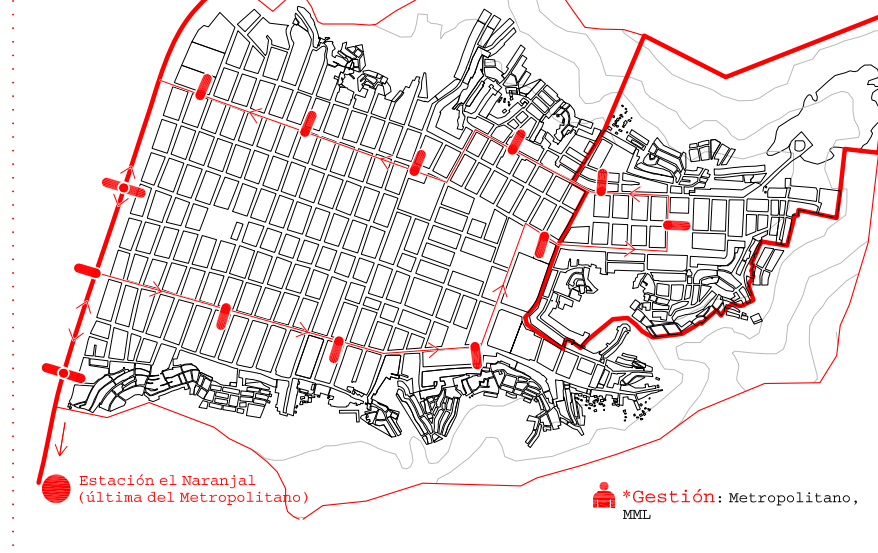 Estación el Naranjal
(última del Metropolitano)
*Gestión: Metropolitano,
MML